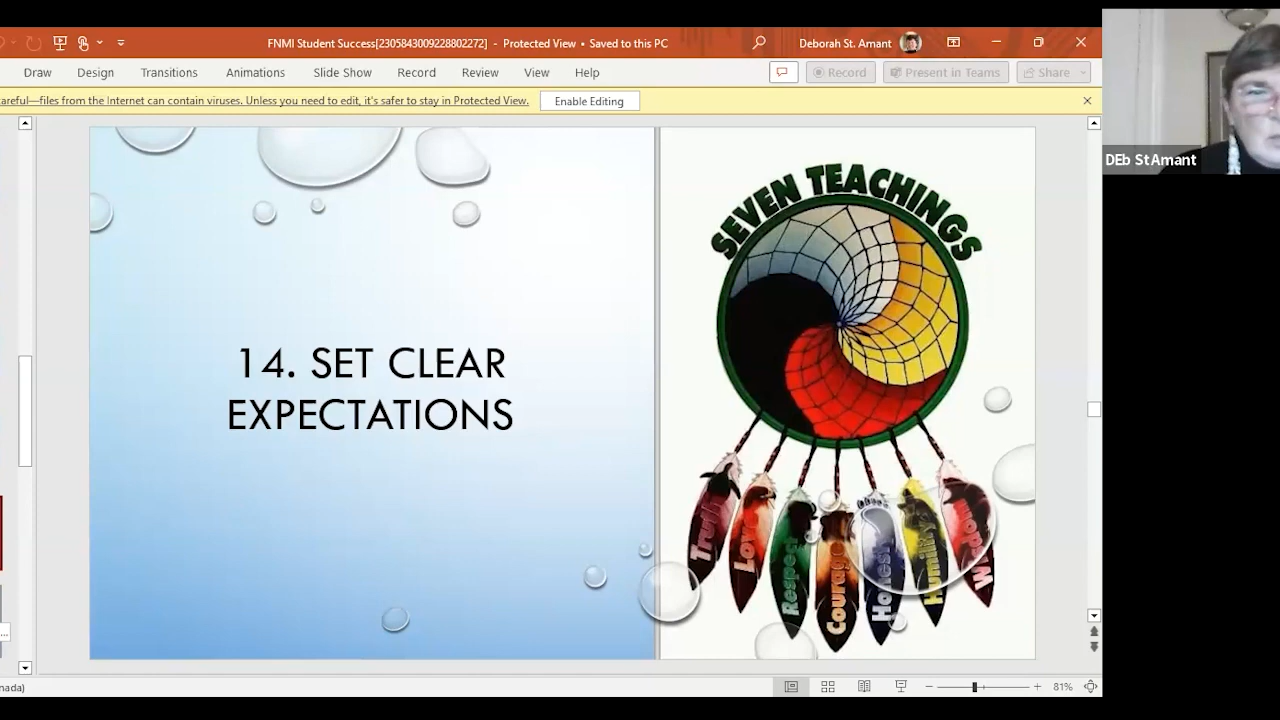 FNMI Student Success[2305843009228802272] - Protected View • Saved to this PC
Deborah St. Amant
Draw Design Transitions Animations Slide Show Record Review View Help
Record Present in Teams Share
careful—files from the Internet can contain viruses. Unless you need to edit, it's safer to stay in Protected View.
Enable Editing
DEb StAmant
SEVEN TEACHINGS
14. SET CLEAR
EXPECTATIONS
Truth
Love
Respect
Courage
Honesty
Humility
Wisdom
nada)
81%